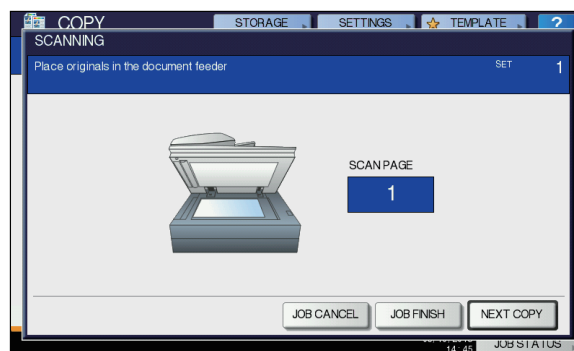 COPY STORAGE SETTINGS TEMPLATE ?
SCANNING
Place originals in the document feeder SET 1
SCAN PAGE
1
JOB CANCEL JOB FINISH NEXT COPY
14:45 JOB STATUS